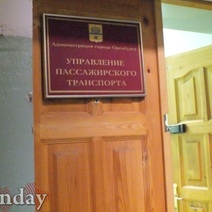 Администрация города Оренбурга
УПРАВЛЕНИЕ
ПАССАЖИРСКОГО
ТРАНСПОРТА
nday